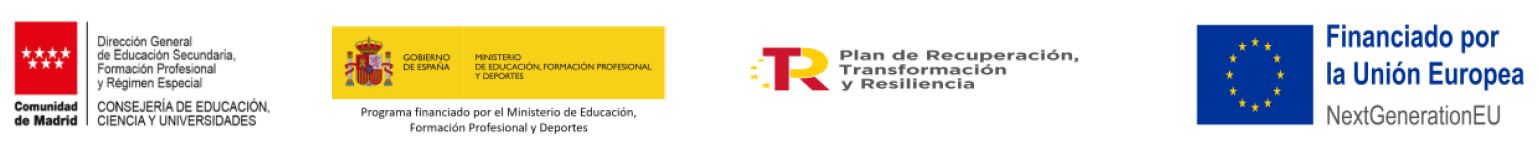 Comunidad
de Madrid
Dirección General
de Educación Secundaria,
Formación Profesional
y Régimen Especial
CONSEJERÍA DE EDUCACIÓN,
CIENCIA Y UNIVERSIDADES
GOBIERNO
DE ESPAÑA
MINISTERIO
DE EDUCACIÓN, FORMACIÓN PROFESIONAL
Y DEPORTES
Programa financiado por el Ministerio de Educación,
Formación Profesional y Deportes
TR
Plan de Recuperación,
Transformación
y Resiliencia
Financiado por
la Unión Europea
NextGenerationEU